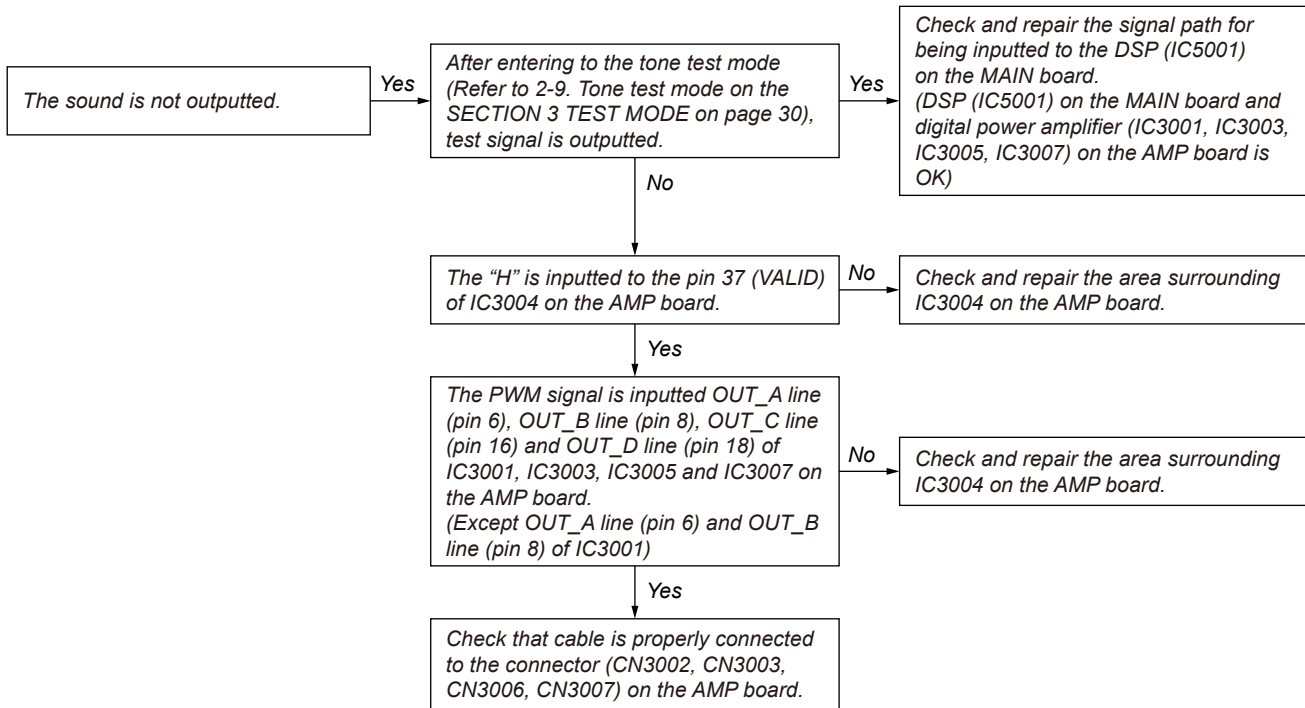 The sound is not outputted.
Yes
After entering to the tone test mode
(Refer to 2-9. Tone test mode on the
SECTION 3 TEST MODE on page 30),
test signal is outputted.
Yes
Check and repair the signal path for
being inputted to the DSP (IC5001)
on the MAIN board.
(DSP (IC5001) on the MAIN board and
digital power amplifier (IC3001, IC3003,
IC3005, IC3007) on the AMP board is
OK)
No
The “H” is inputted to the pin 37 (VALID)
of IC3004 on the AMP board.
No
Check and repair the area surrounding
IC3004 on the AMP board.
Yes
The PWM signal is inputted OUT_A line
(pin 6), OUT_B line (pin 8), OUT_C line
(pin 16) and OUT_D line (pin 18) of
IC3001, IC3003, IC3005 and IC3007 on
the AMP board.
(Except OUT_A line (pin 6) and OUT_B
line (pin 8) of IC3001)
No
Check and repair the area surrounding
IC3004 on the AMP board.
Yes
Check that cable is properly connected
to the connector (CN3002, CN3003,
CN3006, CN3007) on the AMP board.